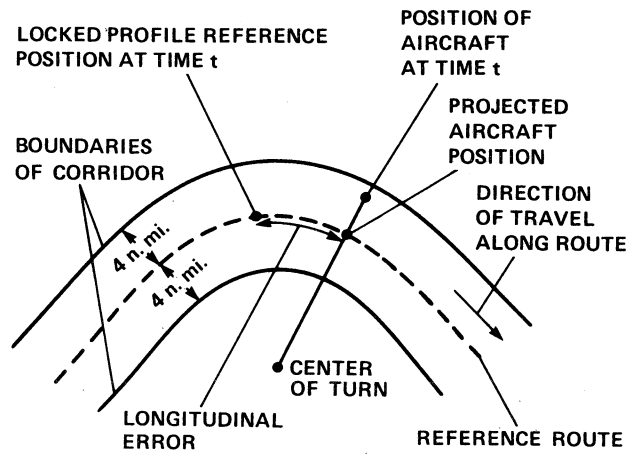 LOCKED PROFILE REFERENCE
POSITION AT TIME t
POSITION OF
AIRCRAFT
AT TIME t
PROJECTED
AIRCRAFT
POSITION
BOUNDARIES
OF CORRIDOR
DIRECTION
OF TRAVEL
ALONG ROUTE
4 n. mi.
4 n. mi.
CENTER
OF TURN
LONGITUDINAL
ERROR
REFERENCE ROUTE